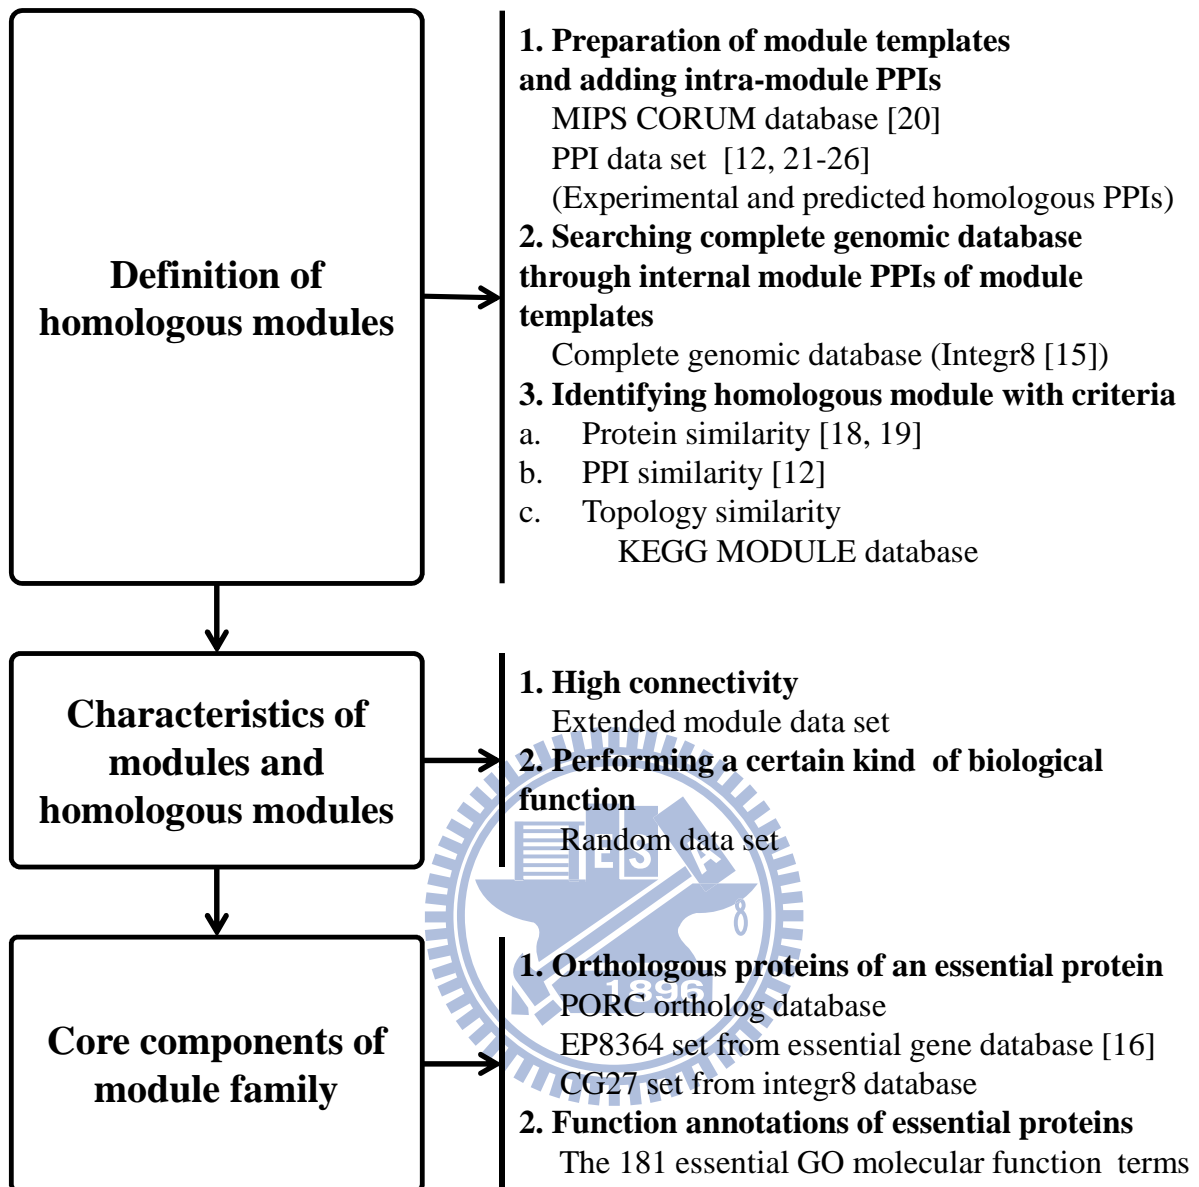 Definition of
homologous modules
1. Preparation of module templates
and adding intra-module PPIs
MIPS CORUM database [20]
PPI data set [12, 21-26]
(Experimental and predicted homologous PPIs)
2. Searching complete genomic database
through internal module PPIs of module
templates
Complete genomic database (Integr8 [15])
3. Identifying homologous module with criteria
a. Protein similarity [18, 19]
b. PPI similarity [12]
c. Topology similarity
KEGG MODULE database
Characteristics of
modules and
homologous modules
1. High connectivity
Extended module data set
2. Performing a certain kind of biological
function
Random data set
E S A
1896
Core components of
module family
1. Orthologous proteins of an essential protein
PORC ortholog database
EP8364 set from essential gene database [16]
CG27 set from integr8 database
2. Function annotations of essential proteins
The 181 essential GO molecular function terms